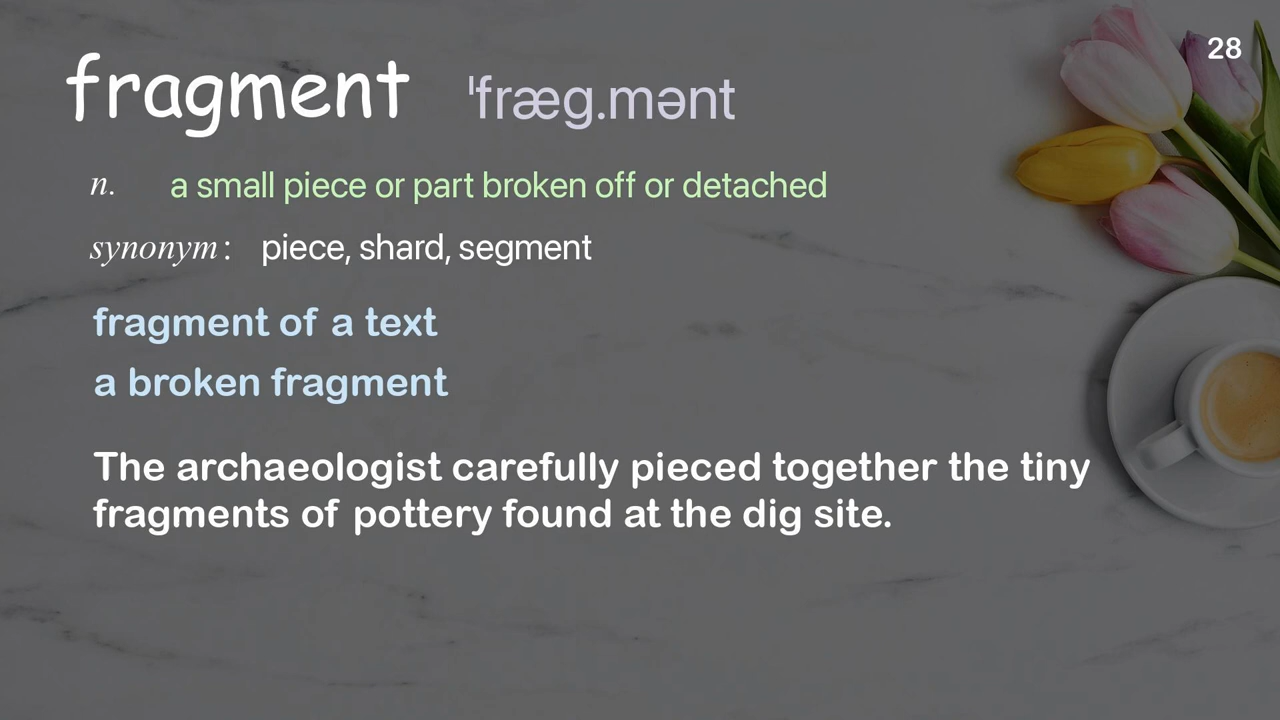 28
fragment ˈfræg.mənt
n. a small piece or part broken off or detached
synonym: piece, shard, segment
fragment of a text
a broken fragment
The archaeologist carefully pieced together the tiny
fragments of pottery found at the dig site.